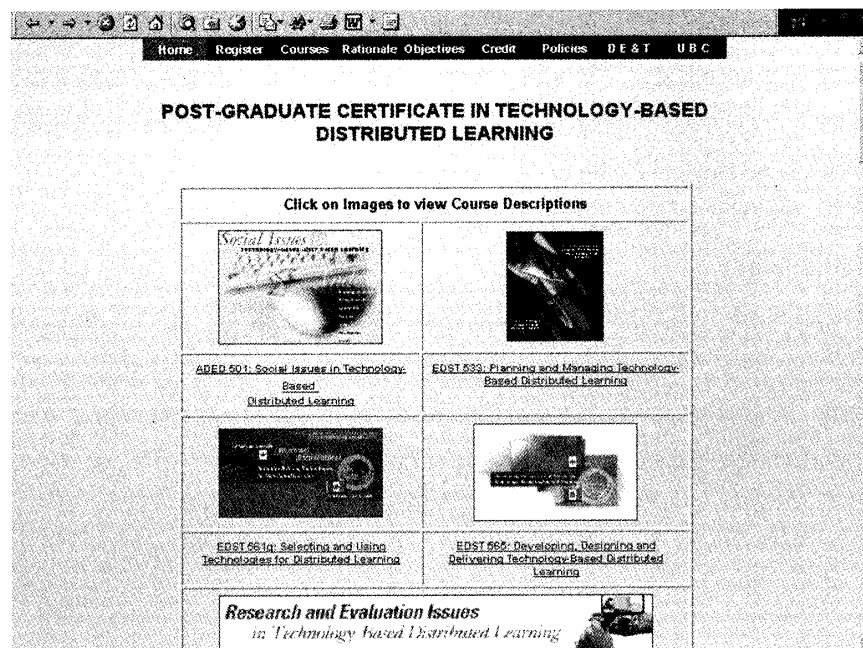 Home Register Courses Rationale Objectives Credit Policies D E & T U B C
POST-GRADUATE CERTIFICATE IN TECHNOLOGY-BASED
DISTRIBUTED LEARNING
Click on Images to view Course Descriptions
Social Issues
ADED 501: Social Issues in Technology-
Based
Distributed Learning
EDST 533: Planning and Managing Technology-
Based Distributed Learning
EDST 561g: Selecting and Using
Technologies for Distributed Learning
EDST 565: Developing, Designing and
Delivering Technology-Based Distributed
Learning
Research and Evaluation Issues
in Technology Based Distributed Learning